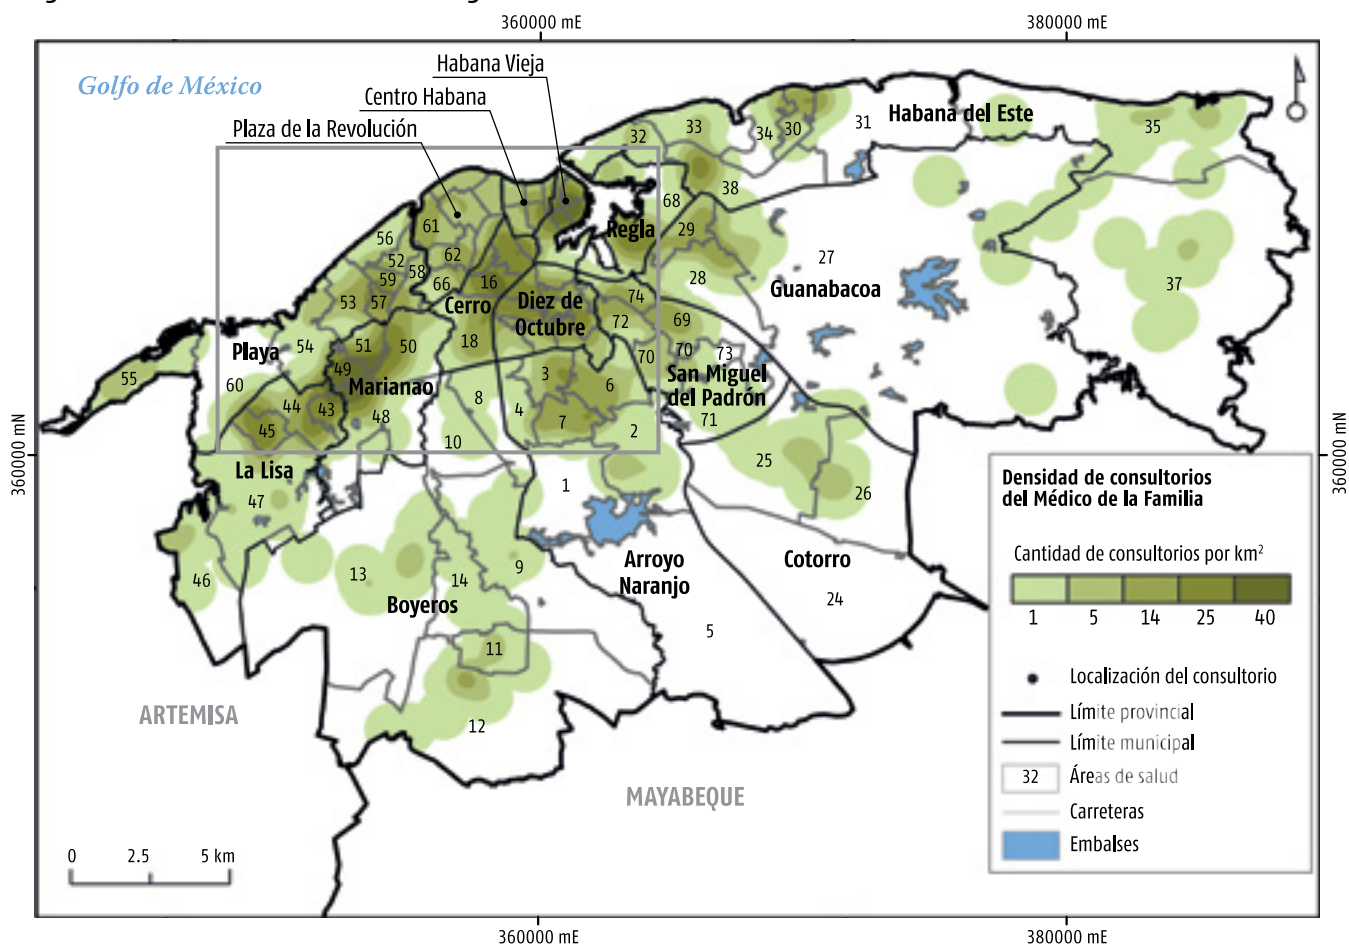 360000 mE
380000 mE
Golfo de México
Habana Vieja
Centro Habana
Plaza de la Revolución
Habana del Este
32
33
34
30
31
35
38
68
61
56
Regla
29
62
52
58
59
27
28
66
16
37
Guanabacoa
53
57
Cerro
Diez de
Octubre
74
72
69
54
51
50
18
Playa
70
70
73
49
55
60
Marianao
3
6
San Miguel
del Padrón
44
43
48
8
4
7
71
45
10
2
360000 mN
360000 mN
La Lisa
25
47
1
26
46
13
14
9
Arroyo
Naranjo
Cotorro
Boyeros
24
5
11
12
ARTEMISA
MAYABEQUE
0 2.5 5 km
Densidad de consultorios
del Médico de la Familia
Cantidad de consultorios por km²
1 5 14 25 40
Localización del consultorio
Límite provincial
Límite municipal
32 Áreas de salud
Carreteras
Embalses
360000 mE
380000 mE